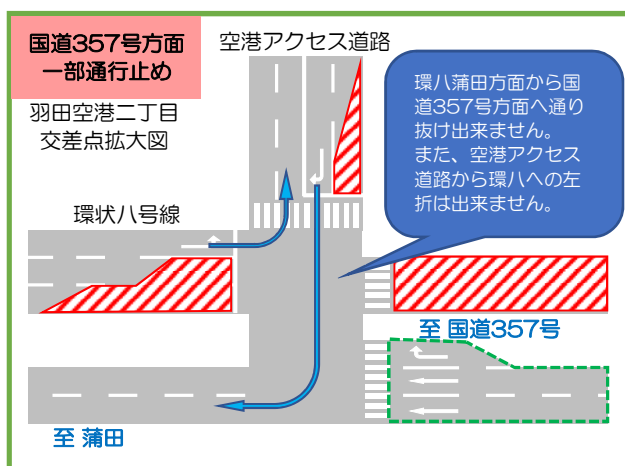 国道357号方面
一部通行止め
空港アクセス道路
羽田空港二丁目
交差点拡大図
環八蒲田方面から国
道357号方面へ通り
抜け出来ません。
また、空港アクセス
道路から環八への左
折は出来ません。
環状八号線
至 国道357号
至 蒲田